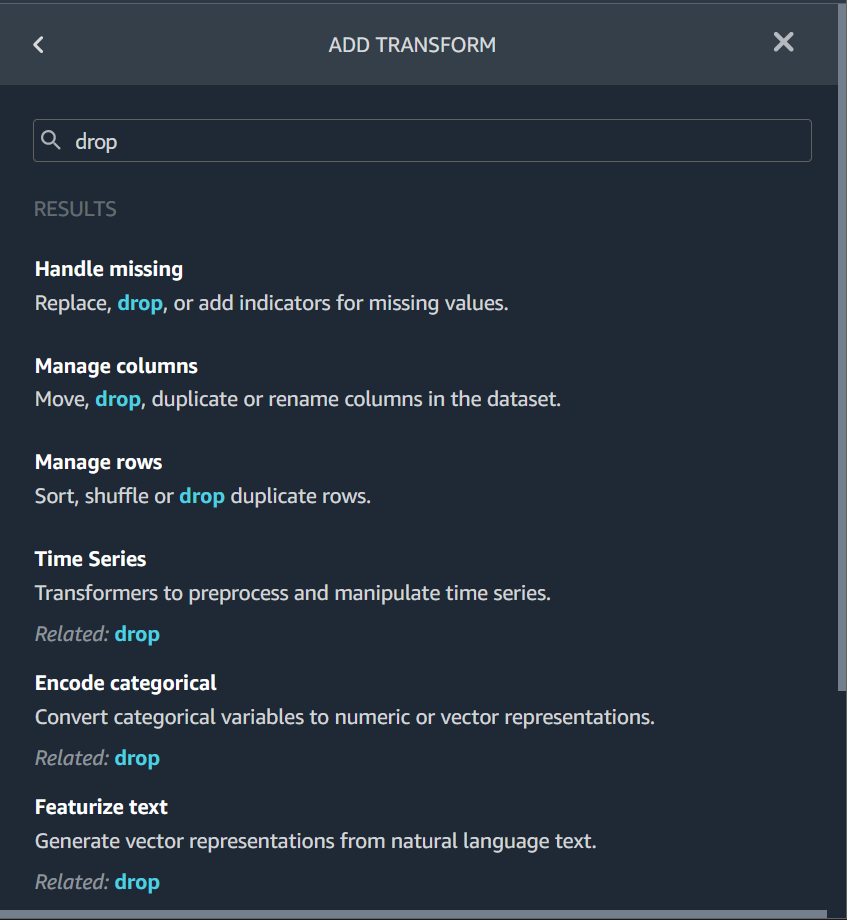 ADD TRANSFORM
drop
RESULTS
Handle missing
Replace, drop, or add indicators for missing values.
Manage columns
Move, drop, duplicate or rename columns in the dataset.
Manage rows
Sort, shuffle or drop duplicate rows.
Time Series
Transformers to preprocess and manipulate time series.
Related: drop
Encode categorical
Convert categorical variables to numeric or vector representations.
Related: drop
Featurize text
Generate vector representations from natural language text.
Related: drop